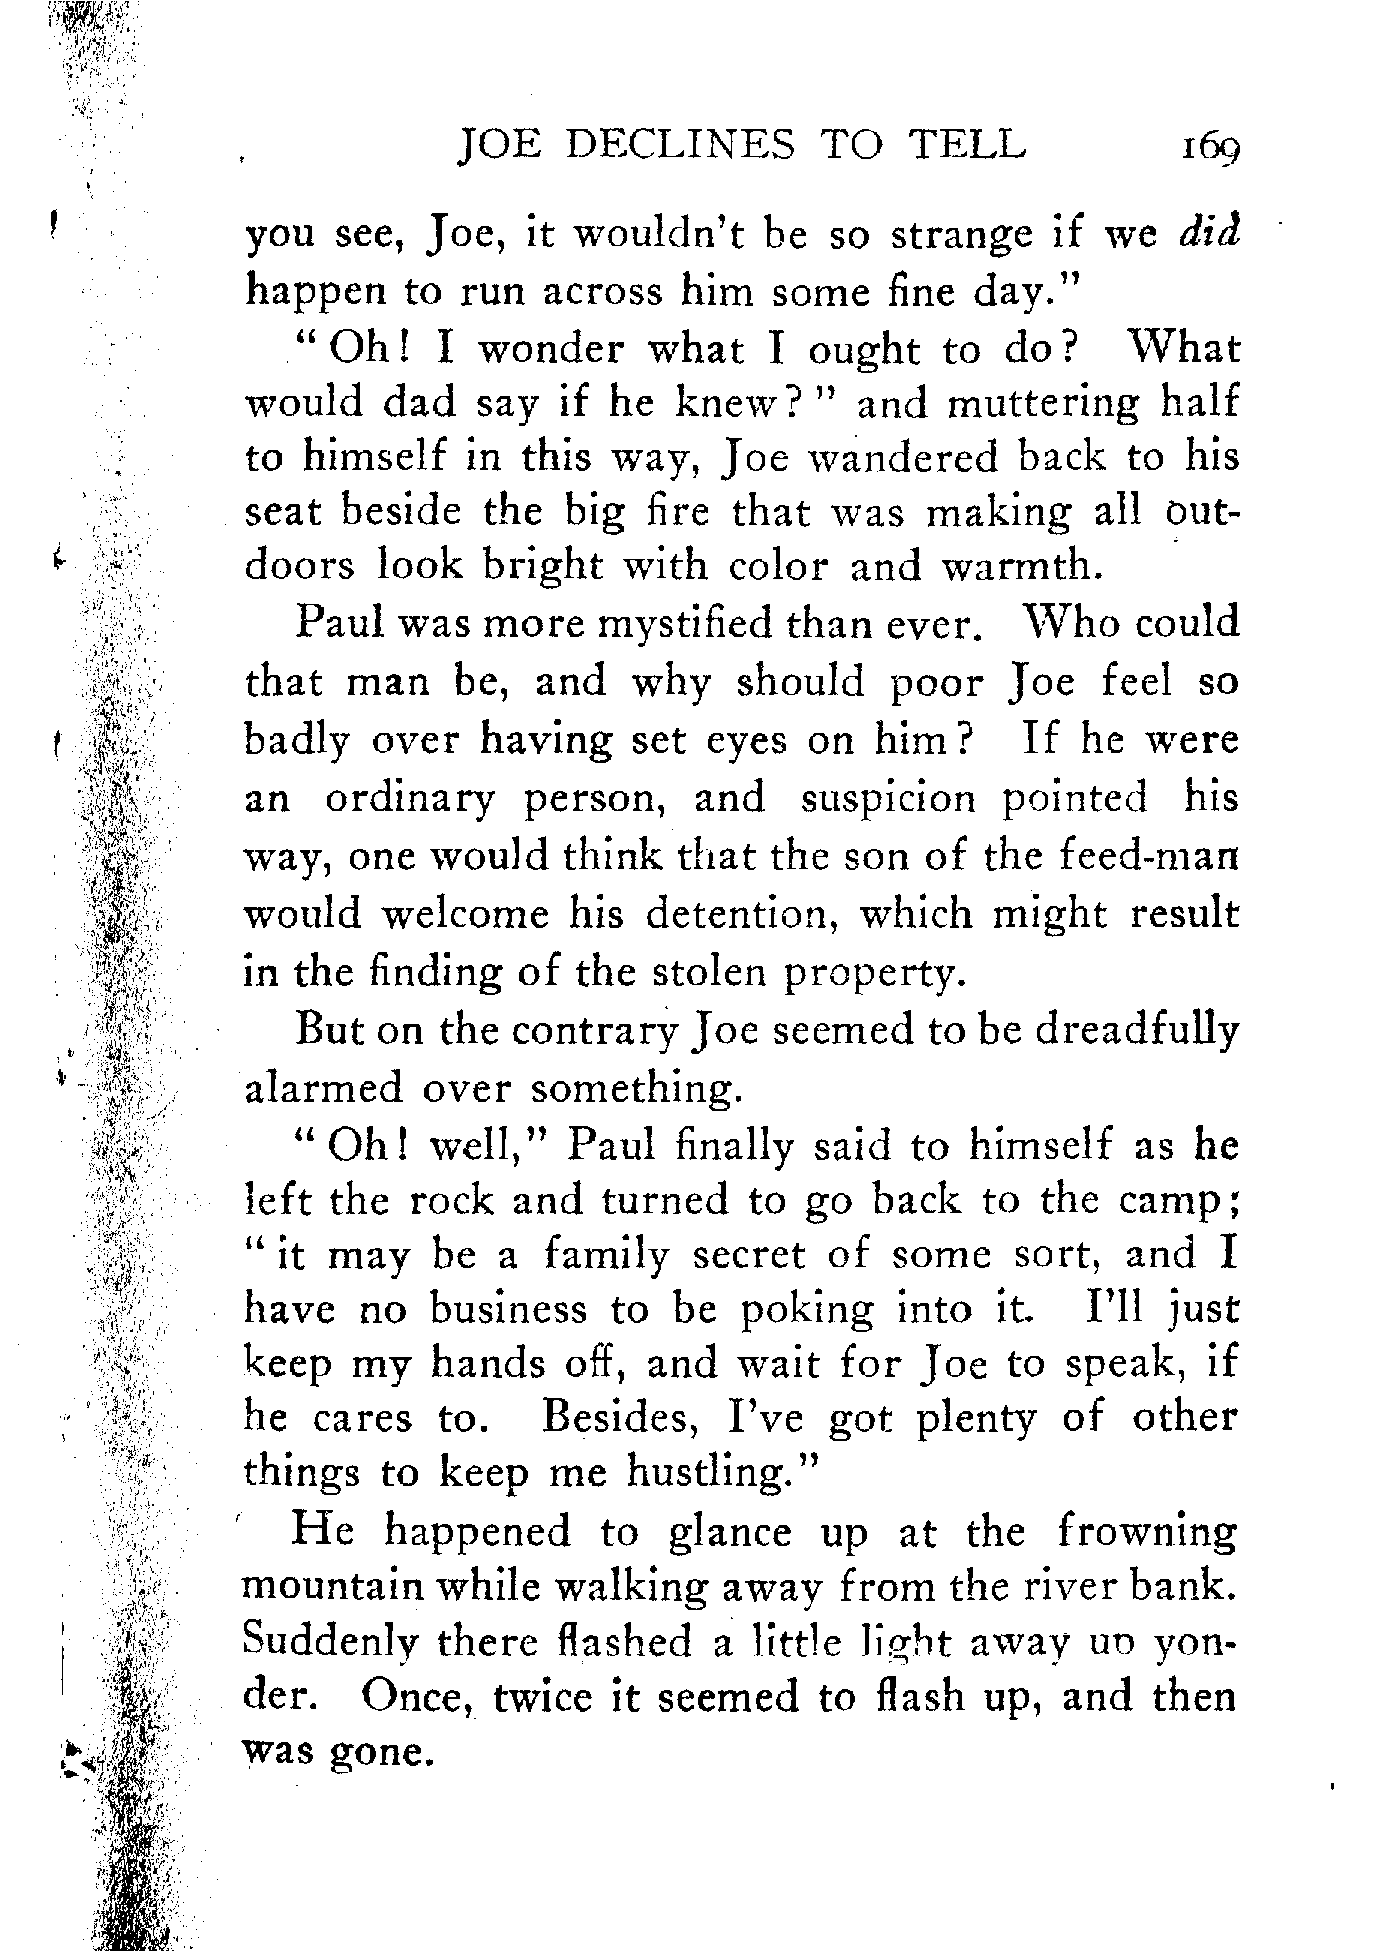 JOE DECLINES TO TELL 169
you see, Joe, it wouldn't be so strange if we did
happen to run across him some fine day."
"Oh! I wonder what I ought to do? What
would dad say if he knew?" and muttering half
to himself in this way, Joe wandered back to his
seat beside the big fire that was making all out-
doors look bright with color and warmth.
Paul was more mystified than ever. Who could
that man be, and why should poor Joe feel so
badly over having set eyes on him? If he were
an ordinary person, and suspicion pointed his
way, one would think that the son of the feed-man
would welcome his detention, which might result
in the finding of the stolen property.
But on the contrary Joe seemed to be dreadfully
alarmed over something.
"Oh! well," Paul finally said to himself as he
left the rock and turned to go back to the camp;
"it may be a family secret of some sort, and I
have no business to be poking into it. I'll just
keep my hands off, and wait for Joe to speak, if
he cares to. Besides, I've got plenty of other
things to keep me hustling."
He happened to glance up at the frowning
mountain while walking away from the river bank.
Suddenly there flashed a little light away up yon-
der. Once, twice it seemed to flash up, and then
was gone.